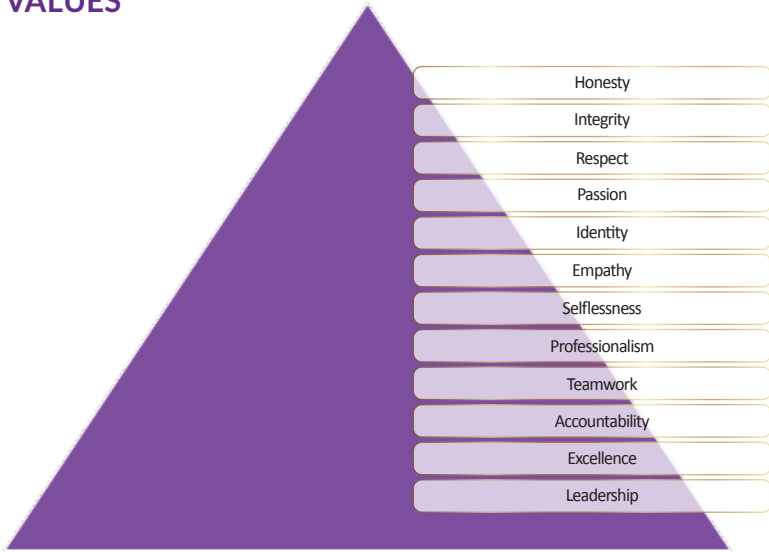 VALUES
Honesty
Integrity
Respect
Passion
Identity
Empathy
Selflessness
Professionalism
Teamwork
Accountability
Excellence
Leadership